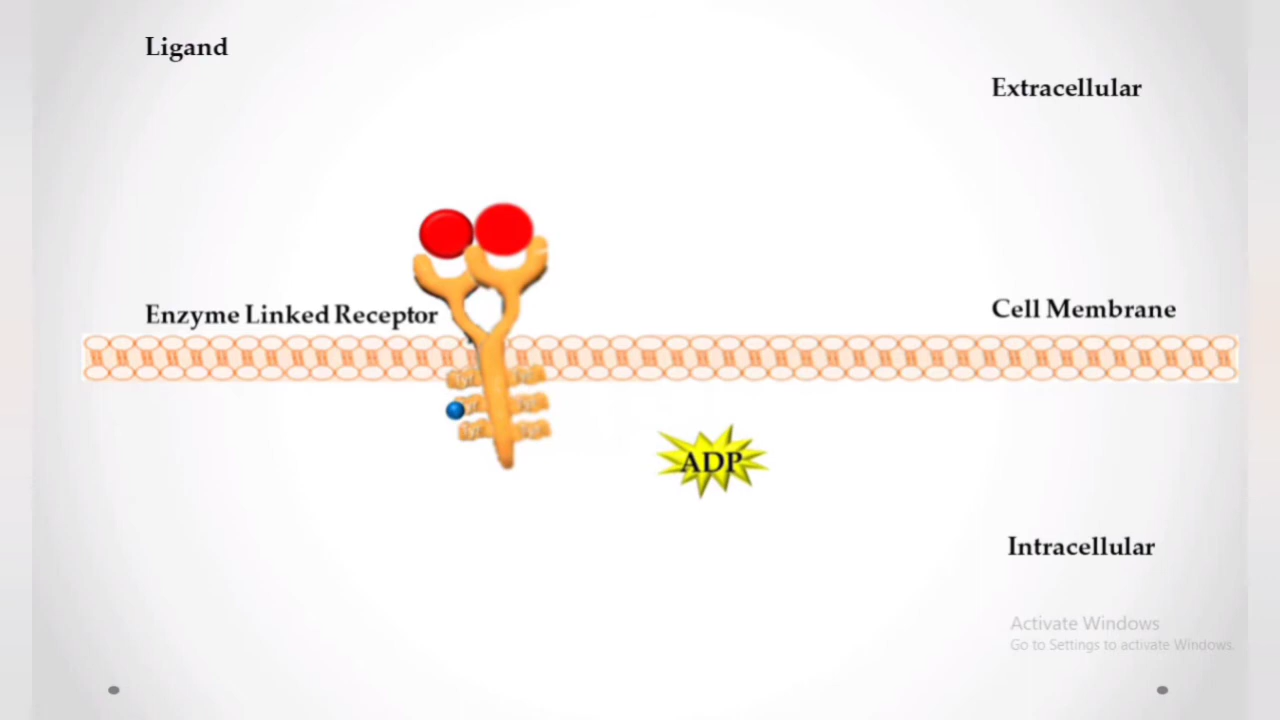 Ligand
Extracellular
Enzyme Linked Receptor
Cell Membrane
ADP
Intracellular
Activate Windows
Go to Settings to activate Windows.